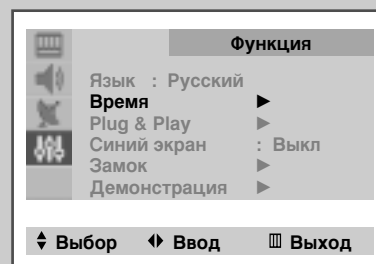 Функция
Язык : Русский
Время ►
Plug & Play ►
Синий экран : Выкл
Замок ►
Демонстрация ►
Выбор Ввод Выход